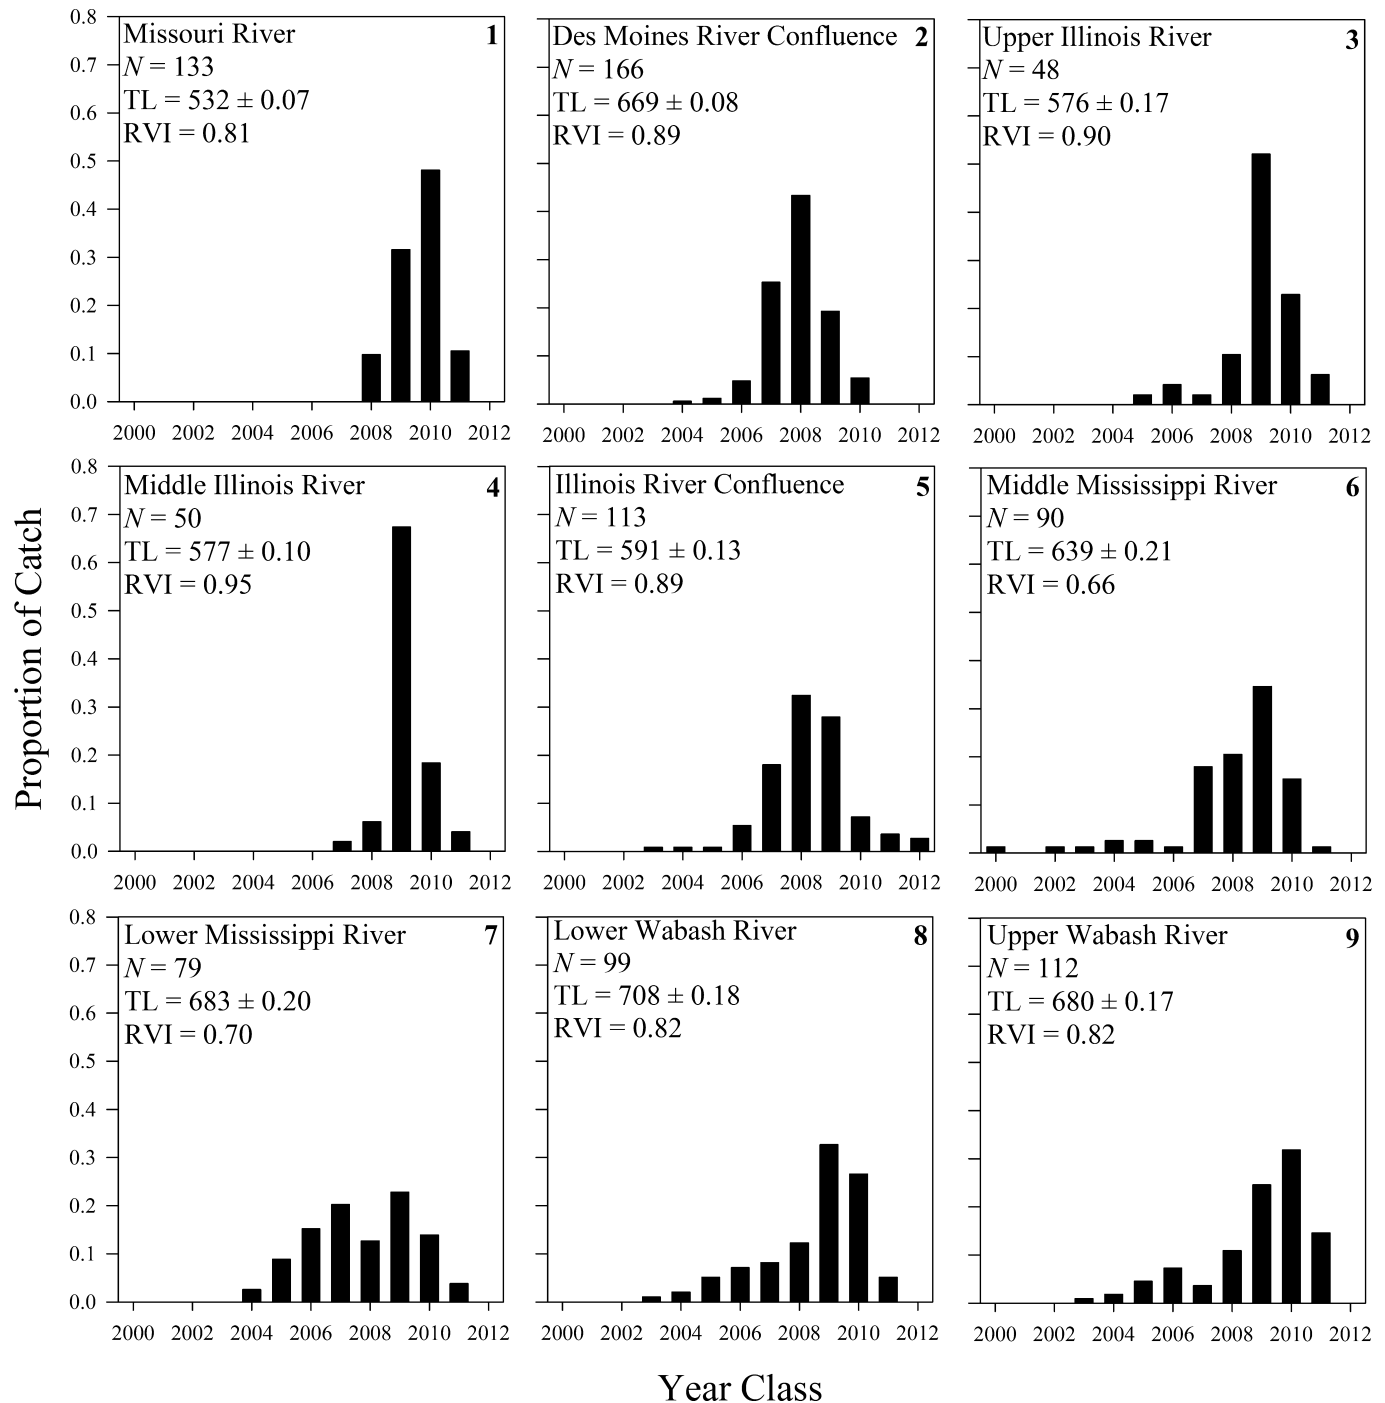 Missouri River 1
N = 133
TL = 532 ± 0.07
RVI = 0.81
0.8
0.7
0.6
0.5
0.4
0.3
0.2
0.1
0.0
2000 2002 2004 2006 2008 2010 2012
Des Moines River Confluence 2
N = 166
TL = 669 ± 0.08
RVI = 0.89
2000 2002 2004 2006 2008 2010 2012
Upper Illinois River 3
N = 48
TL = 576 ± 0.17
RVI = 0.90
2000 2002 2004 2006 2008 2010 2012
Proportion of Catch
Middle Illinois River 4
N = 50
TL = 577 ± 0.10
RVI = 0.95
0.8
0.7
0.6
0.5
0.4
0.3
0.2
0.1
0.0
2000 2002 2004 2006 2008 2010 2012
Illinois River Confluence 5
N = 113
TL = 591 ± 0.13
RVI = 0.89
2000 2002 2004 2006 2008 2010 2012
Middle Mississippi River 6
N = 90
TL = 639 ± 0.21
RVI = 0.66
2000 2002 2004 2006 2008 2010 2012
Lower Mississippi River 7
N = 79
TL = 683 ± 0.20
RVI = 0.70
0.8
0.7
0.6
0.5
0.4
0.3
0.2
0.1
0.0
2000 2002 2004 2006 2008 2010 2012
Lower Wabash River 8
N = 99
TL = 708 ± 0.18
RVI = 0.82
2000 2002 2004 2006 2008 2010 2012
Upper Wabash River 9
N = 112
TL = 680 ± 0.17
RVI = 0.82
2000 2002 2004 2006 2008 2010 2012
Year Class